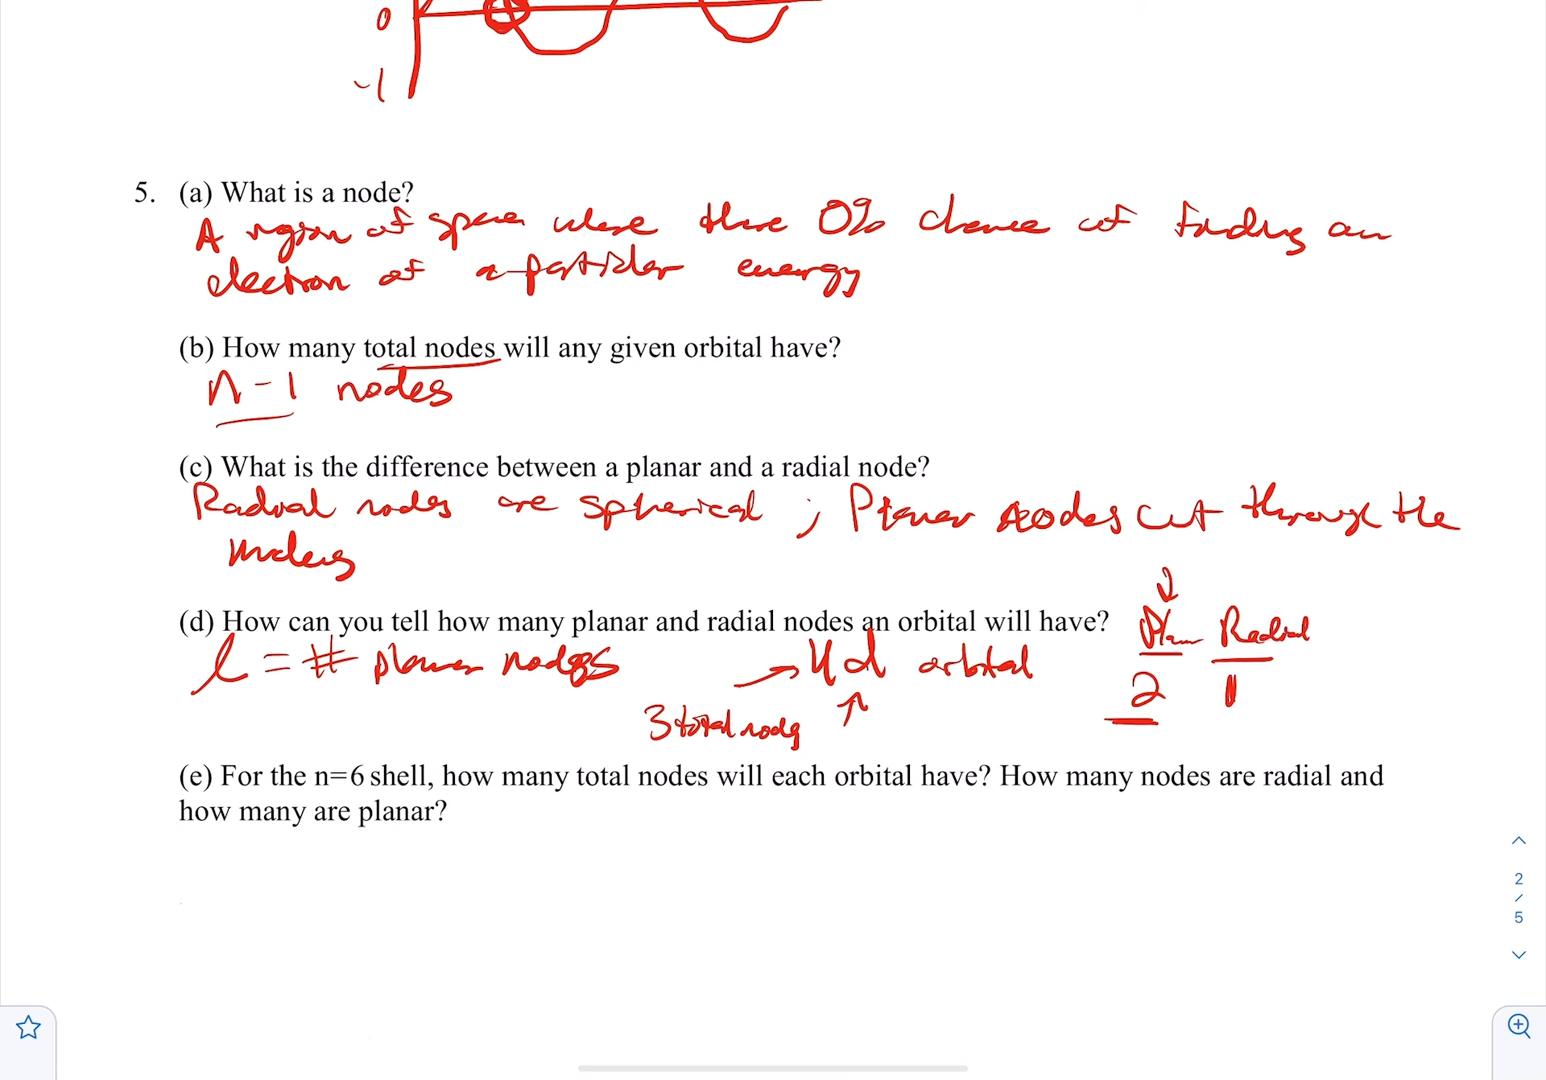 0
-1
5. (a) What is a node?
A region of space where there 0% chance of finding an
electron of a particular energy
(b) How many total nodes will any given orbital have?
n-1 nodes
(c) What is the difference between a planar and a radial node?
Radial nodes are spherical ; Planar nodes cut through the
nucleus
(d) How can you tell how many planar and radial nodes an orbital will have? Plan Radial
l = # planar nodes → 4d orbital 2 1
3 total nodes
(e) For the n=6 shell, how many total nodes will each orbital have? How many nodes are radial and
how many are planar?
2
/
5